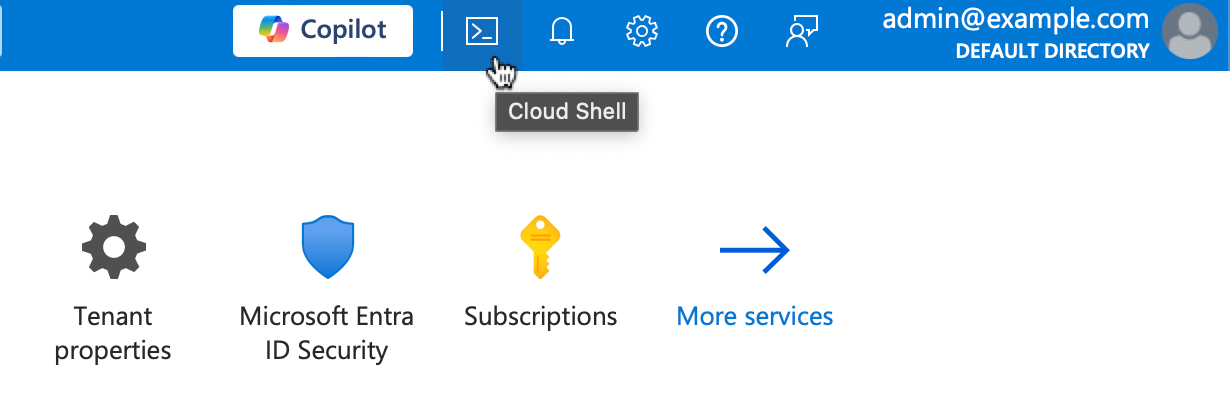 Copilot
admin@example.com
DEFAULT DIRECTORY
Cloud Shell
Tenant
properties
Microsoft Entra
ID Security
Subscriptions
More services